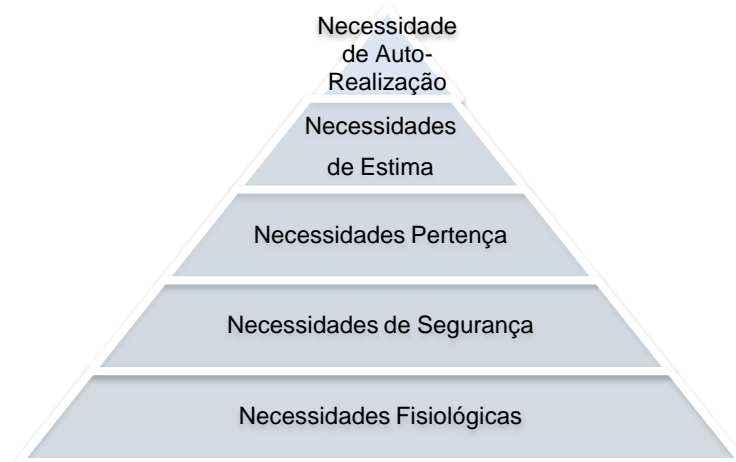 Necessidade
de Auto-
Realização
Necessidades
de Estima
Necessidades Pertença
Necessidades de Segurança
Necessidades Fisiológicas